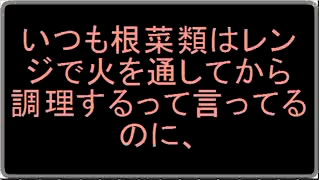 いつも根菜類はレン
ジで火を通してから
調理するって言ってる
のに、